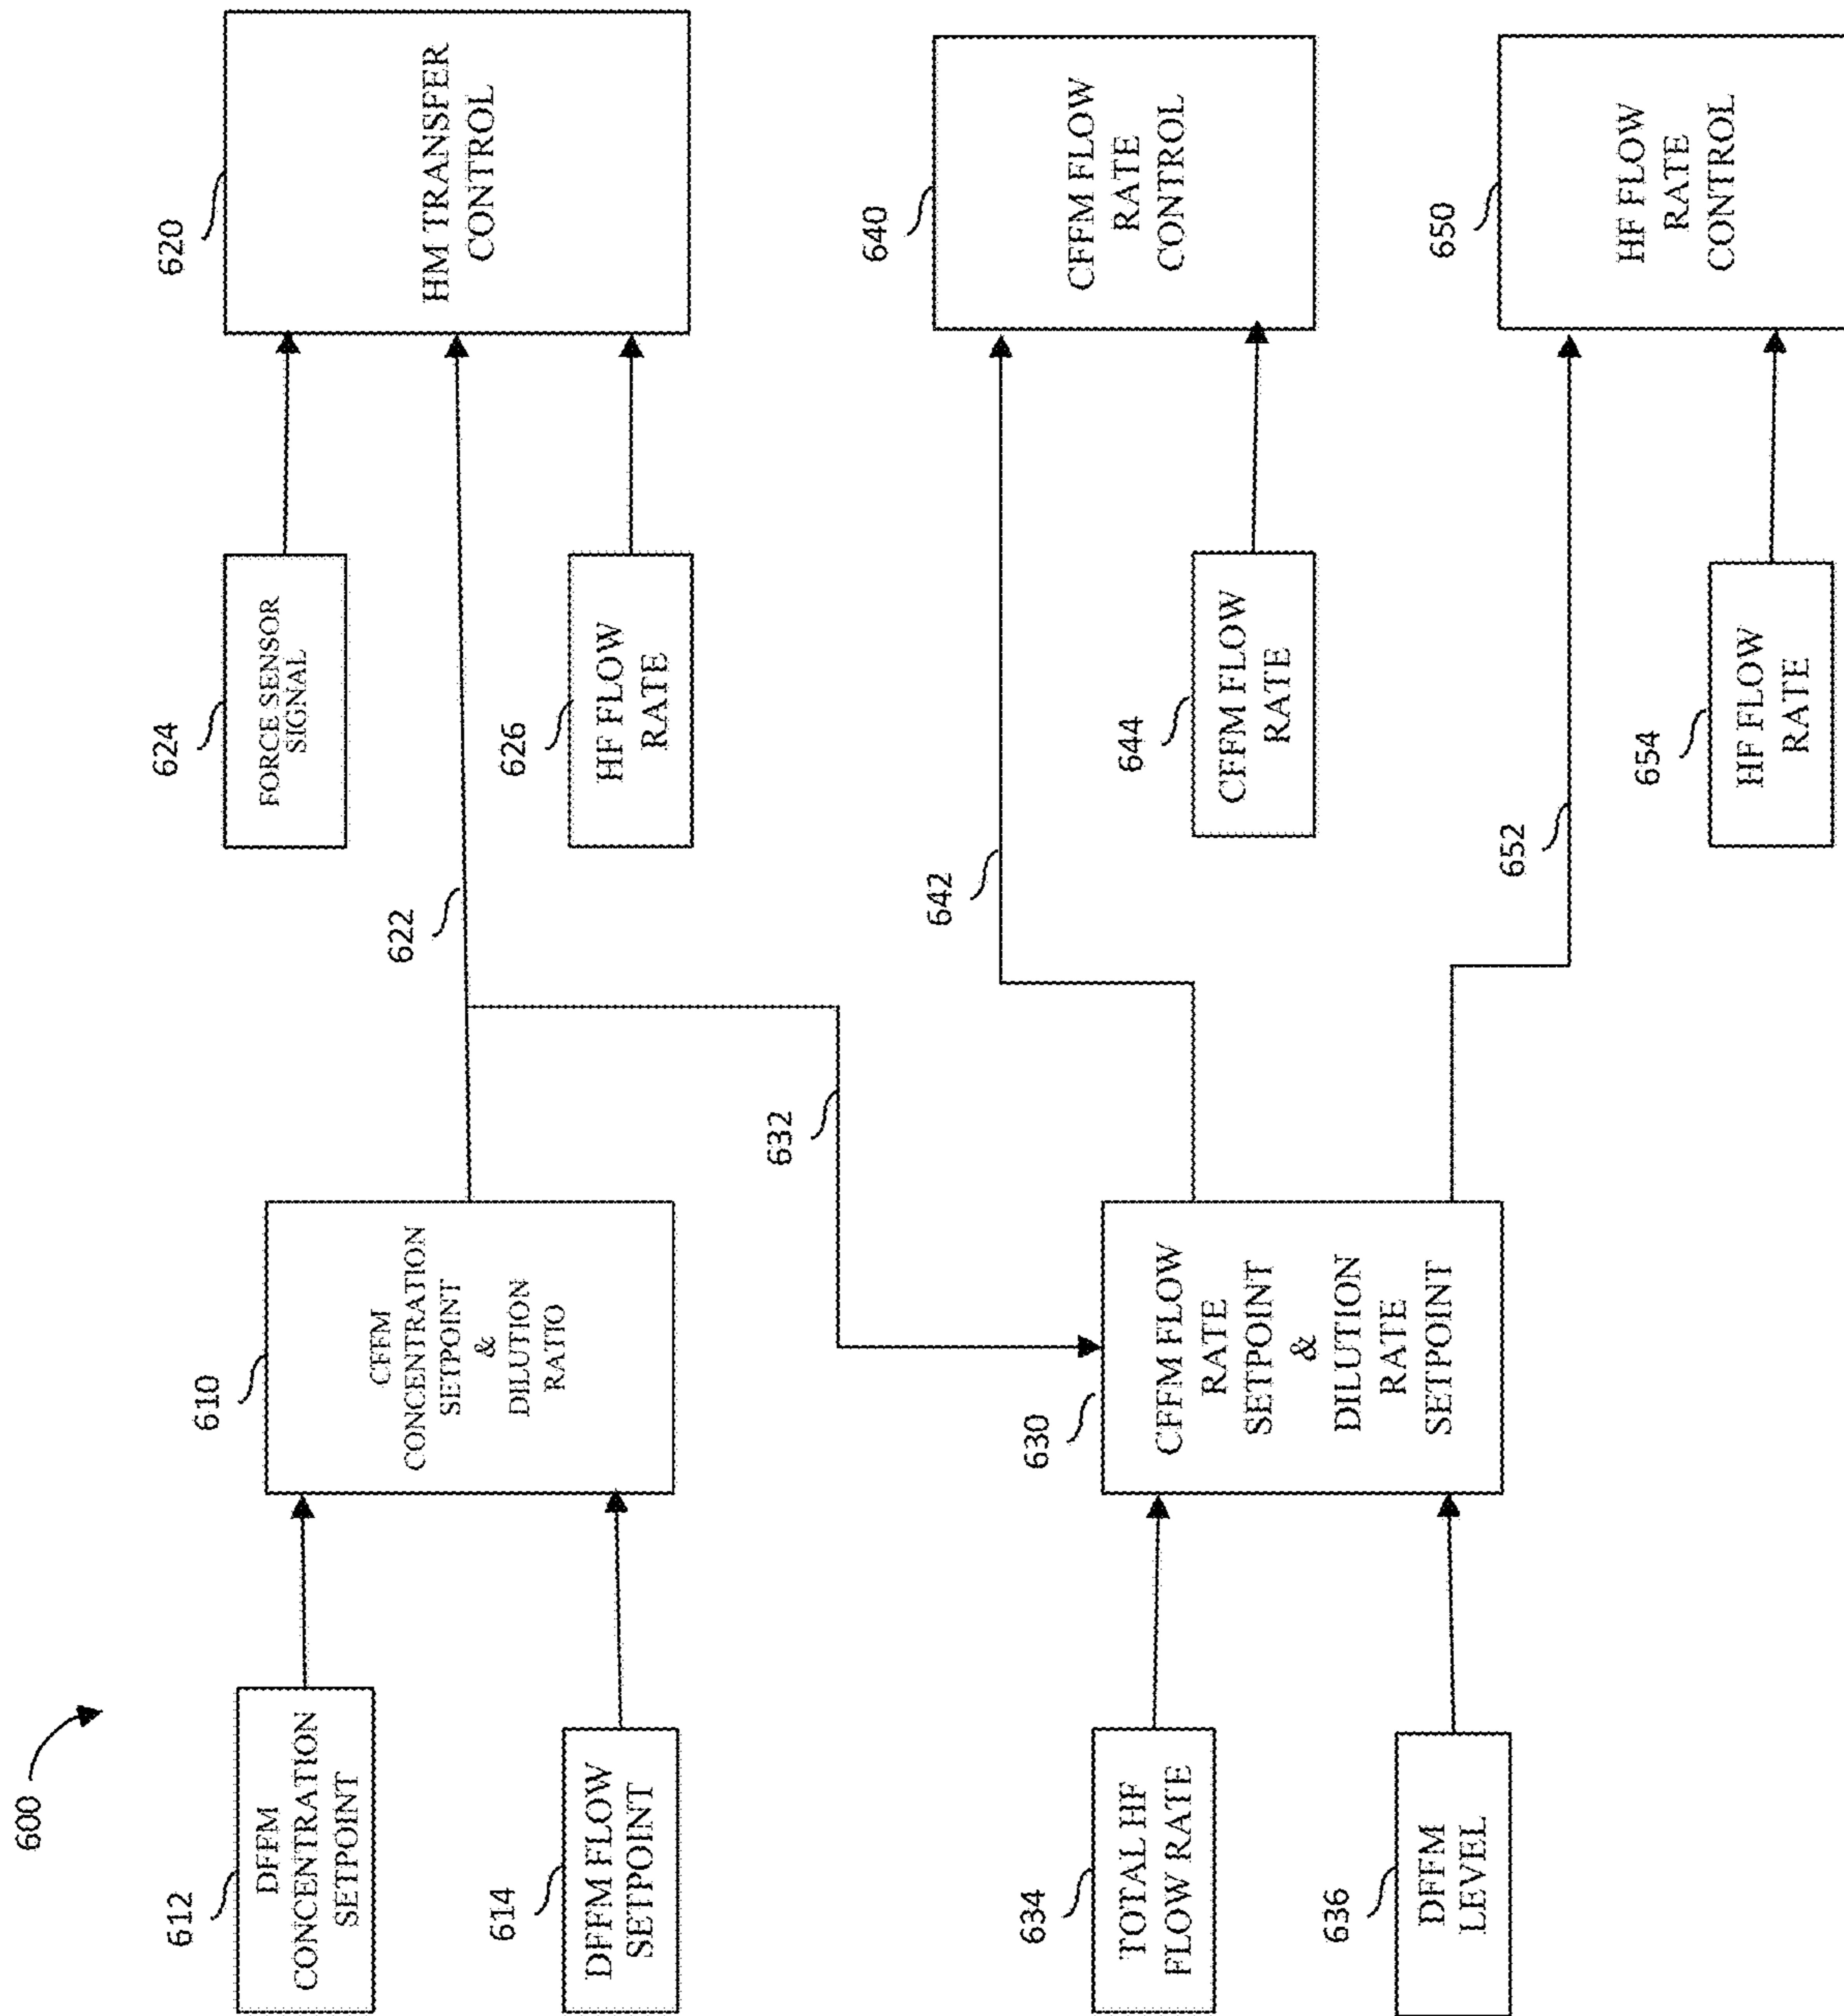 600
612
DFFM
CONCENTRATION
SETPOINT
614
DFFM FLOW
SETPOINT
610
CFFM
CONCENTRATION
SETPOINT
&
DILUTION
RATIO
622
624
FORCE SENSOR
SIGNAL
626
HF FLOW
RATE
620
HM TRANSFER
CONTROL
632
634
TOTAL HF
FLOW RATE
636
DFFM
LEVEL
630
CFFM FLOW
RATE
SETPOINT
&
DILUTION
RATE
SETPOINT
642
644
CFFM FLOW
RATE
640
CFFM FLOW
RATE
CONTROL
652
654
HF FLOW
RATE
650
HF FLOW
RATE
CONTROL